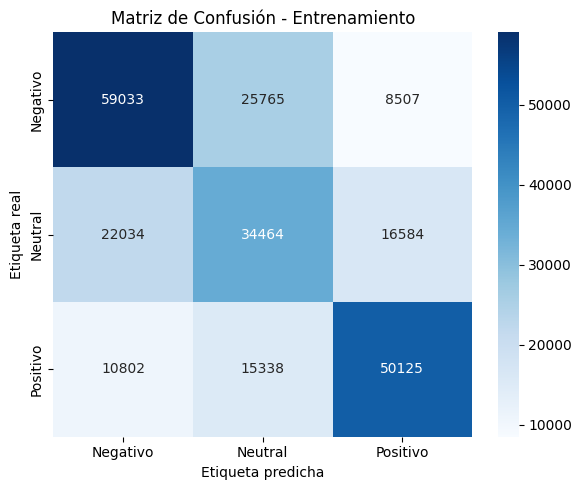 Matriz de Confusión - Entrenamiento
Etiqueta real
Negativo
59033 25765 8507
Neutral
22034 34464 16584
Positivo
10802 15338 50125
Negativo Neutral Positivo
Etiqueta predicha
50000
40000
30000
20000
10000